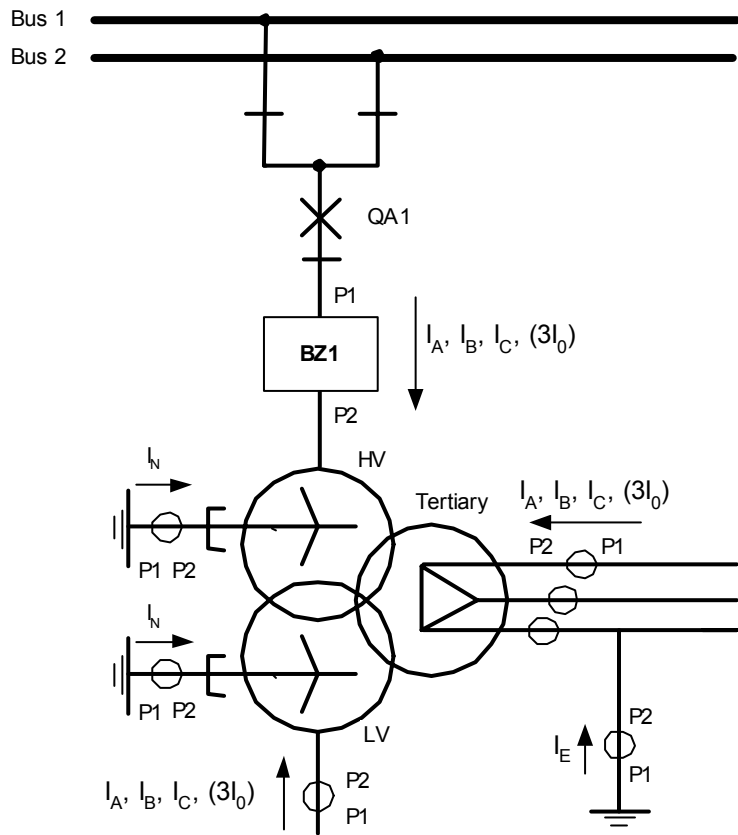 Bus 1
Bus 2
QA1
P1
BZ1
I_A, I_B, I_C, (3I_0)
P2
HV
I_N
Tertiary
I_A, I_B, I_C, (3I_0)
P2 P1
P1 P2
I_N
P1 P2
LV
P2
I_E
P1
I_A, I_B, I_C, (3I_0)
P2
P1